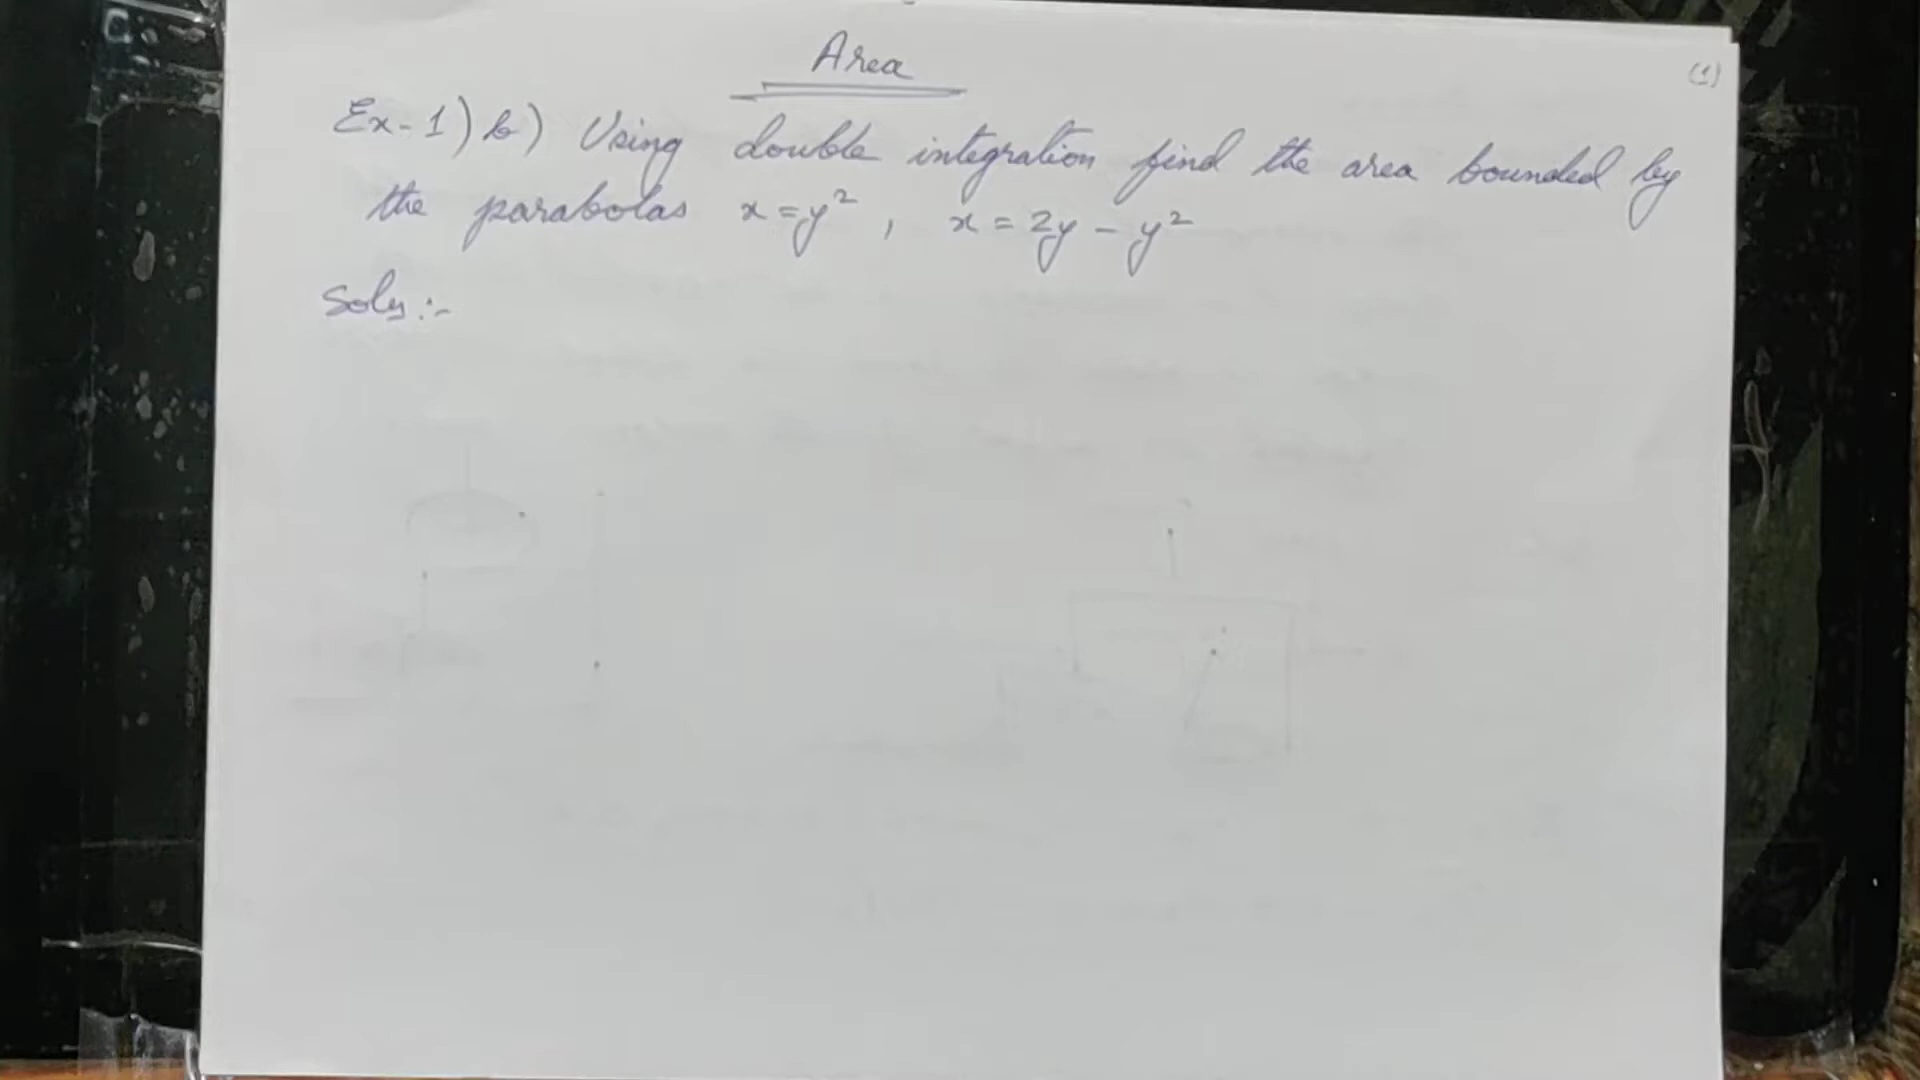 Area
(1)
Ex-1) b) Using double integration find the area bounded by
the parabolas x = y², x = 2y - y²
Soln:-